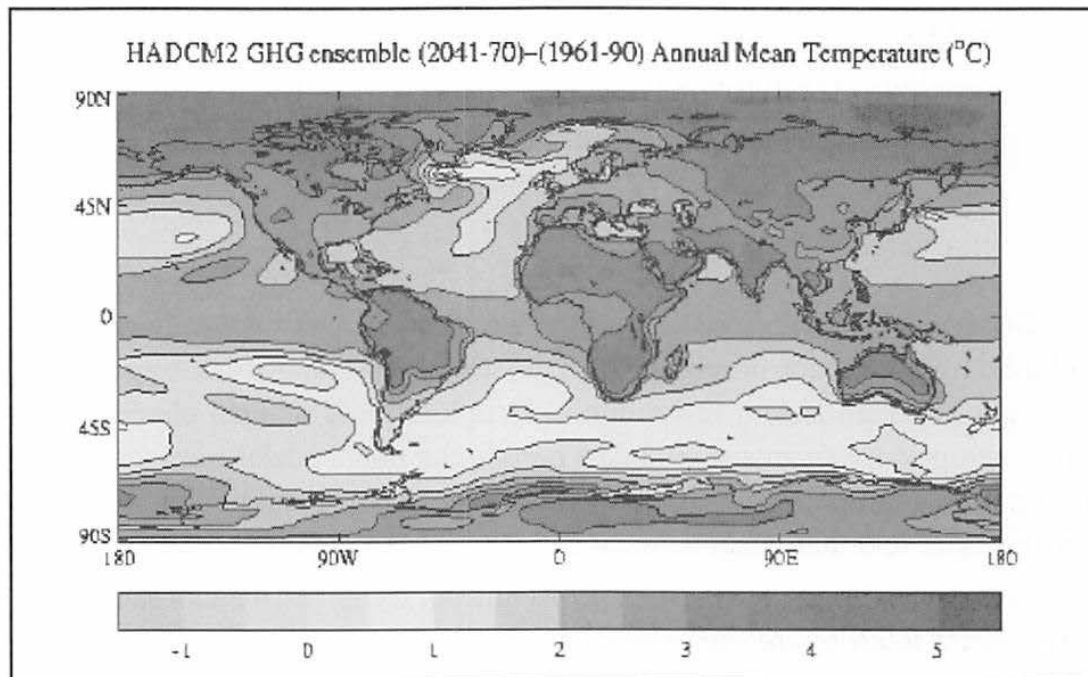 HADCM2 GHG ensemble (2041-70)–(1961-90) Annual Mean Temperature (°C)
90N
45N
0
45S
90S
180 90W 0 90E 180
-1 0 1 2 3 4 5